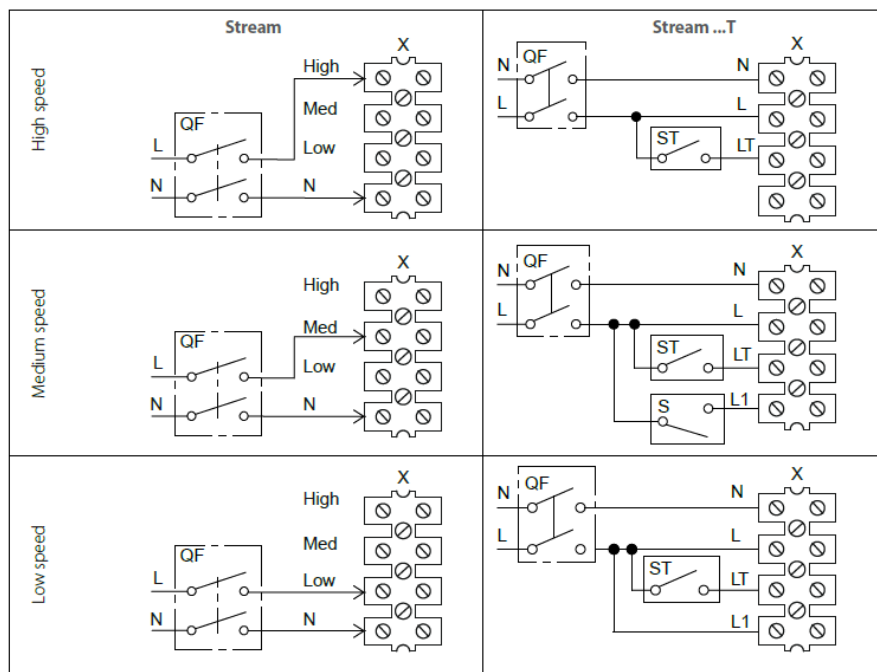 Stream
Stream ...T
High speed
X
High
Med
Low
QF
L
N
N
X
QF
N
N
L
L
ST
LT
Medium speed
X
High
Med
Low
QF
L
N
N
X
QF
N
N
L
L
ST
LT
S
L1
Low speed
X
High
Med
Low
QF
L
N
N
X
QF
N
N
L
L
ST
LT
L1